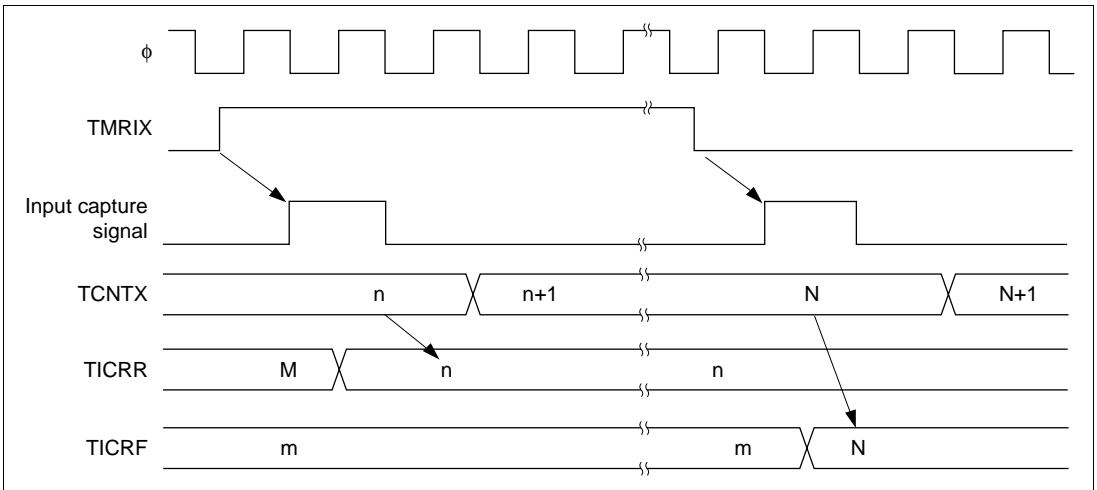 ϕ
TMRIX
Input capture
signal
TCNTX n n+1 N N+1
TICRR M n n
TICRF m m N